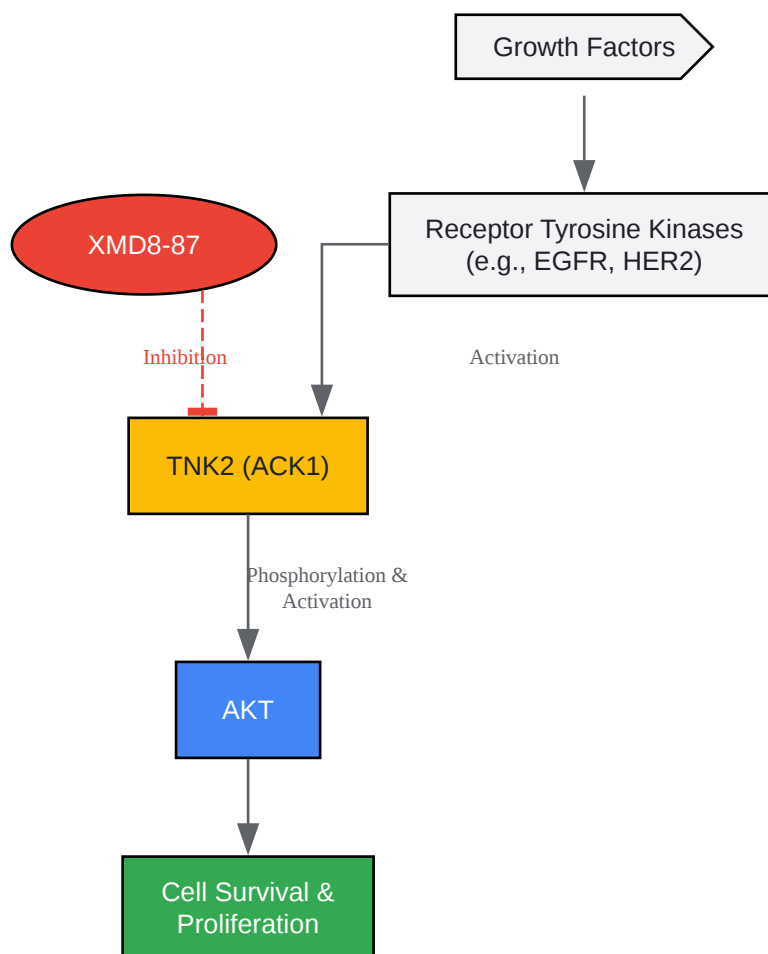 Growth Factors
Receptor Tyrosine Kinases
(e.g., EGFR, HER2)
XMD8-87
Inhibition
Activation
TNK2 (ACK1)
Phosphorylation &
Activation
AKT
Cell Survival &
Proliferation